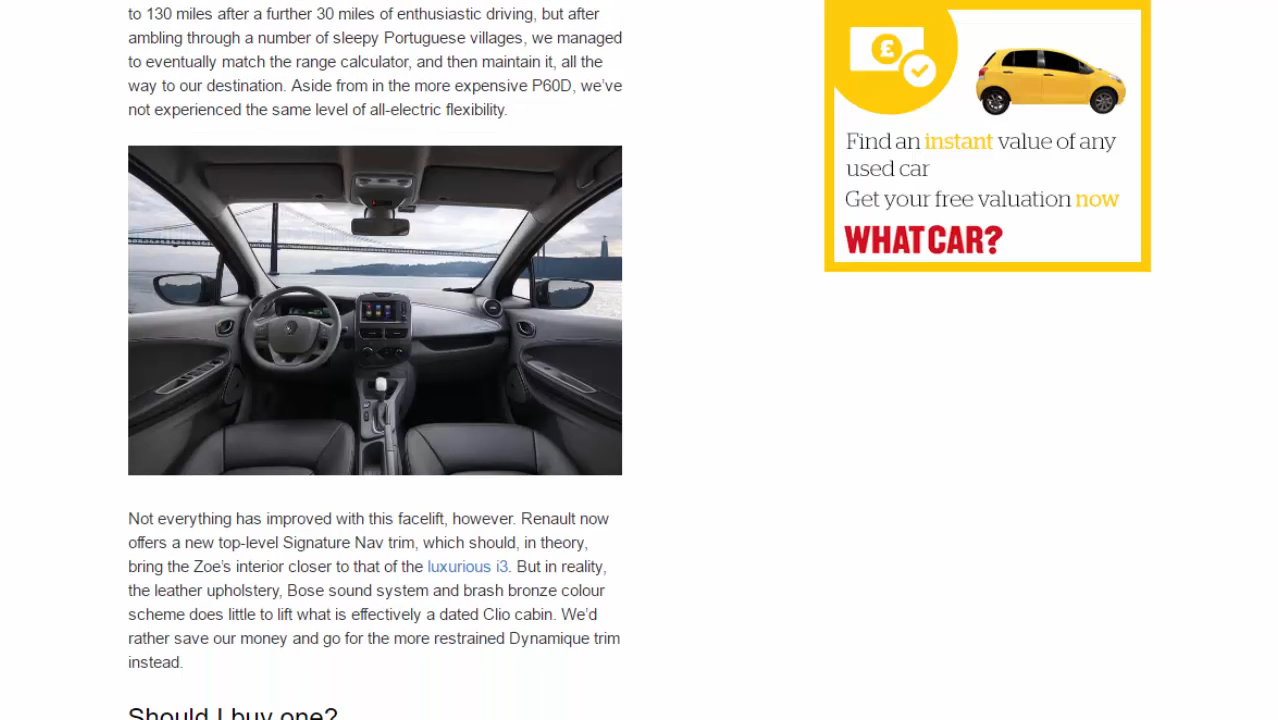 to 130 miles after a further 30 miles of enthusiastic driving, but after
ambling through a number of sleepy Portuguese villages, we managed
to eventually match the range calculator, and then maintain it, all the
way to our destination. Aside from in the more expensive P60D, we’ve
not experienced the same level of all-electric flexibility.
Not everything has improved with this facelift, however. Renault now
offers a new top-level Signature Nav trim, which should, in theory,
bring the Zoe’s interior closer to that of the luxurious i3. But in reality,
the leather upholstery, Bose sound system and brash bronze colour
scheme does little to lift what is effectively a dated Clio cabin. We’d
rather save our money and go for the more restrained Dynamique trim
instead.
Should I buy one?
£
Find an instant value of any
used car
Get your free valuation now
WHATCAR?